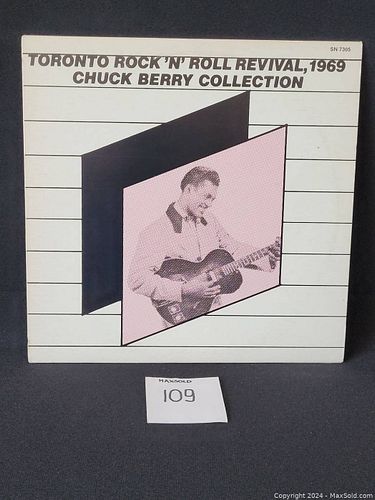 SN 7305
TORONTO ROCK 'N' ROLL REVIVAL, 1969
CHUCK BERRY COLLECTION
MAXSOLD
109
Copyright © 2024 - MaxSold.com